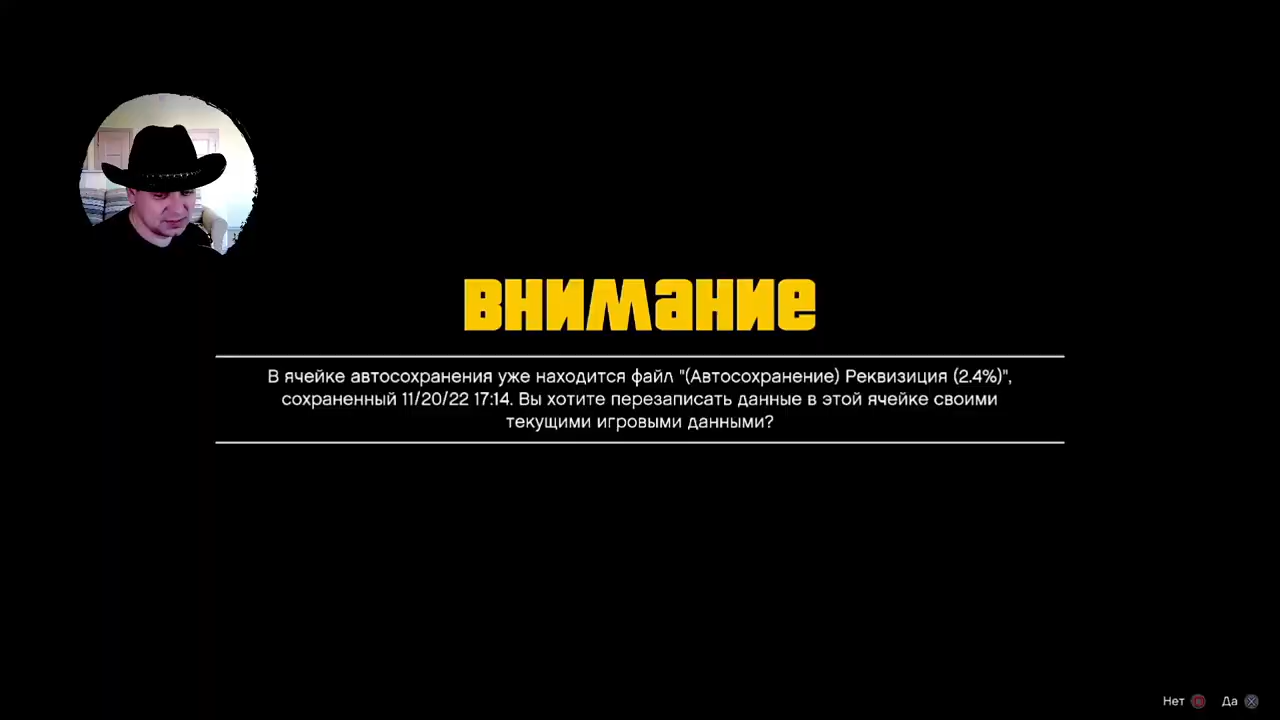 внимание
В ячейке автосохранения уже находится файл "(Автосохранение) Реквизиция (2.4%)",
сохраненный 11/20/22 17:14. Вы хотите перезаписать данные в этой ячейке своими
текущими игровыми данными?
Нет Да